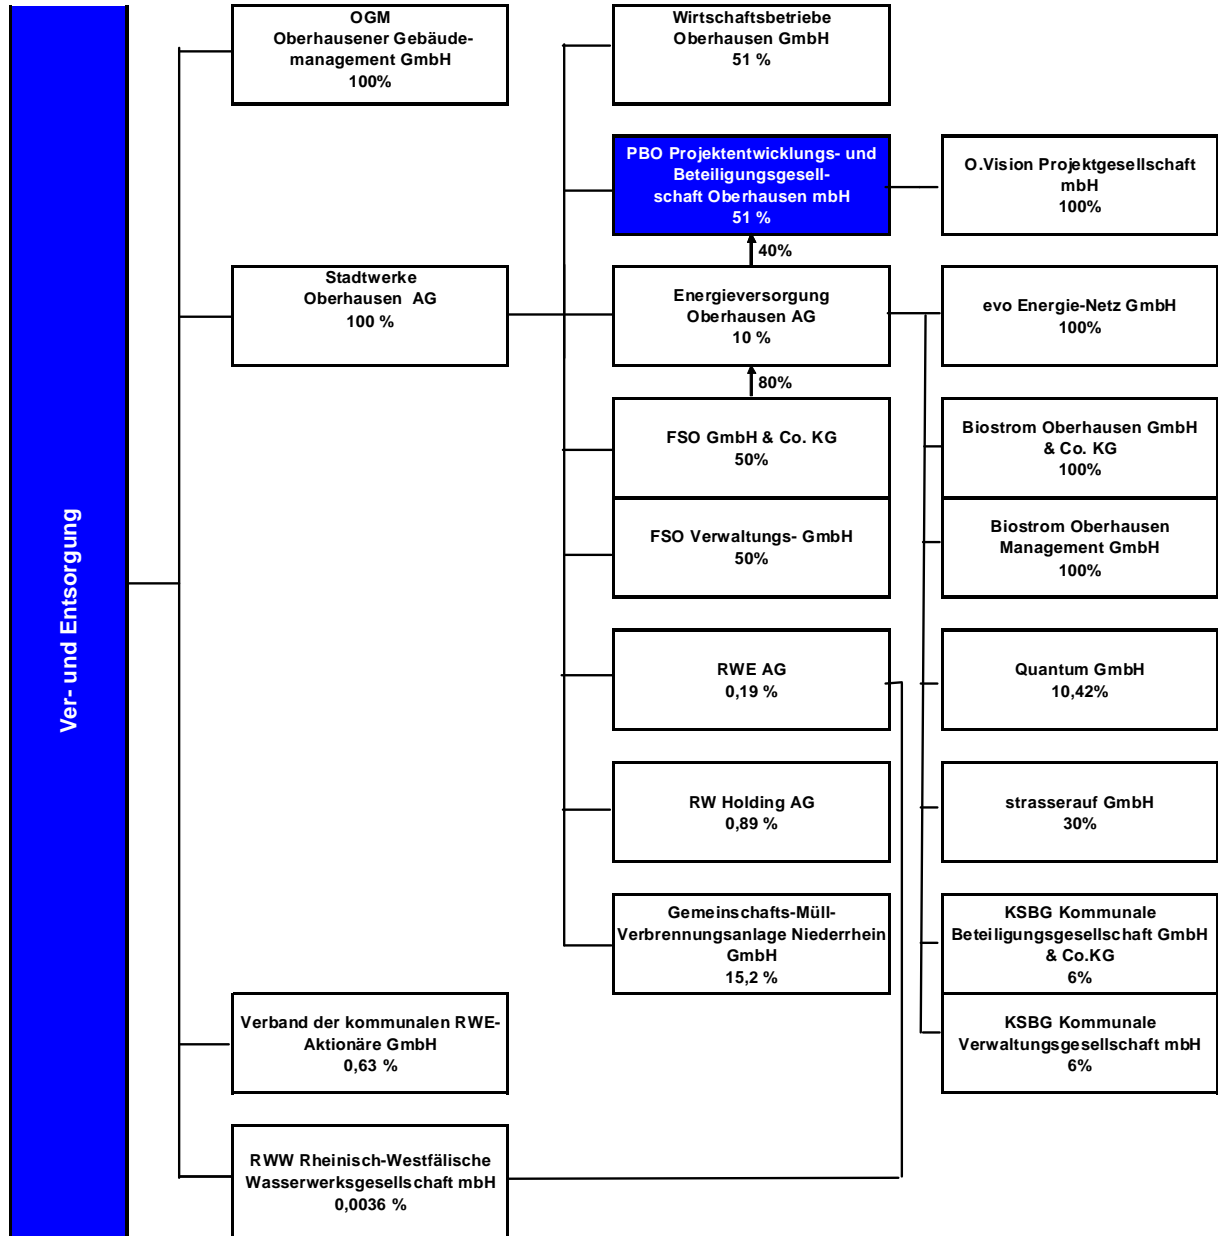 Ver- und Entsorgung
OGM
Oberhausener Gebäude-
management GmbH
100%
Stadtwerke
Oberhausen AG
100 %
Verband der kommunalen RWE-
Aktionäre GmbH
0,63 %
RWW Rheinisch-Westfälische
Wasserwerksgesellschaft mbH
0,0036 %
Wirtschaftsbetriebe
Oberhausen GmbH
51 %
PBO Projektentwicklungs- und
Beteiligungsgesell-
schaft Oberhausen mbH
51 %
40%
Energieversorgung
Oberhausen AG
10 %
80%
FSO GmbH & Co. KG
50%
FSO Verwaltungs- GmbH
50%
RWE AG
0,19 %
RW Holding AG
0,89 %
Gemeinschafts-Müll-
Verbrennungsanlage Niederrhein
GmbH
15,2 %
O.Vision Projektgesellschaft
mbH
100%
evo Energie-Netz GmbH
100%
Biostrom Oberhausen GmbH
& Co. KG
100%
Biostrom Oberhausen
Management GmbH
100%
Quantum GmbH
10,42%
strasserauf GmbH
30%
KSBG Kommunale
Beteiligungsgesellschaft GmbH
& Co.KG
6%
KSBG Kommunale
Verwaltungsgesellschaft mbH
6%